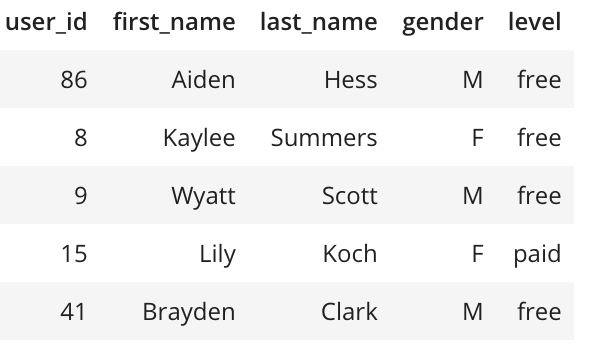 user_id first_name last_name gender level
86 Aiden Hess M free
8 Kaylee Summers F free
9 Wyatt Scott M free
15 Lily Koch F paid
41 Brayden Clark M free